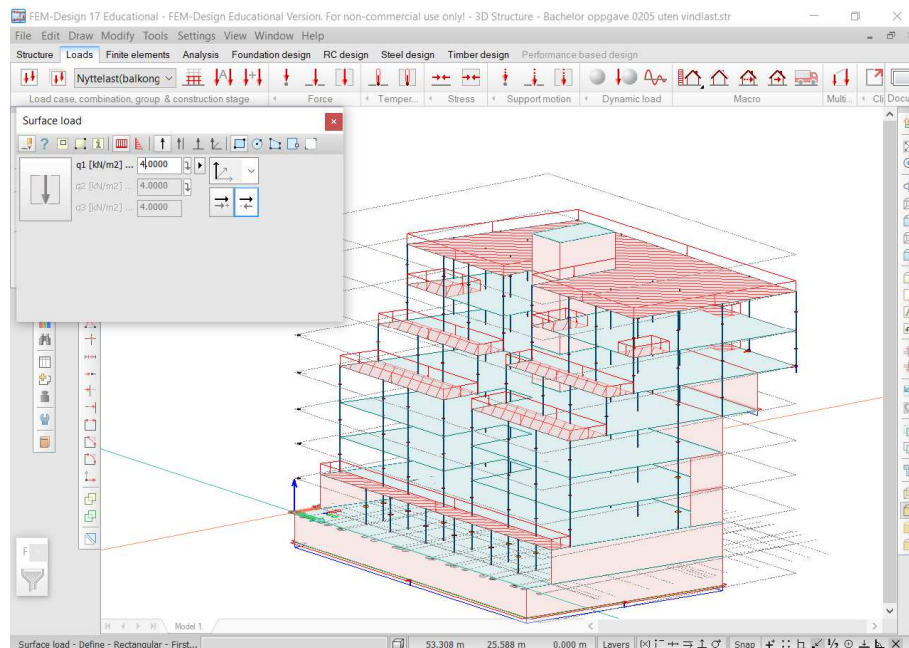 FEM-Design 17 Educational - FEM-Design Educational Version. For non-commercial use only! - 3D Structure - Bachelor oppgave 0205 uten vindlast.str
File Edit Draw Modify Tools Settings View Window Help
Structure Loads Finite elements Analysis Foundation design RC design Steel design Timber design Performance based design
Nyttelast(balkong
Load case, combination, group & construction stage Force Temper... Stress Support motion Dynamic load Macro Multi... Cli Docu
Surface load
q1 [kN/m2] ... 4.0000
q2 [kN/m2] ... 4.0000
q3 [kN/m2] ... 4.0000
F
Model 1.
Surface load - Define - Rectangular - First... 53.308 m 25.588 m 0.000 m Layers Snap